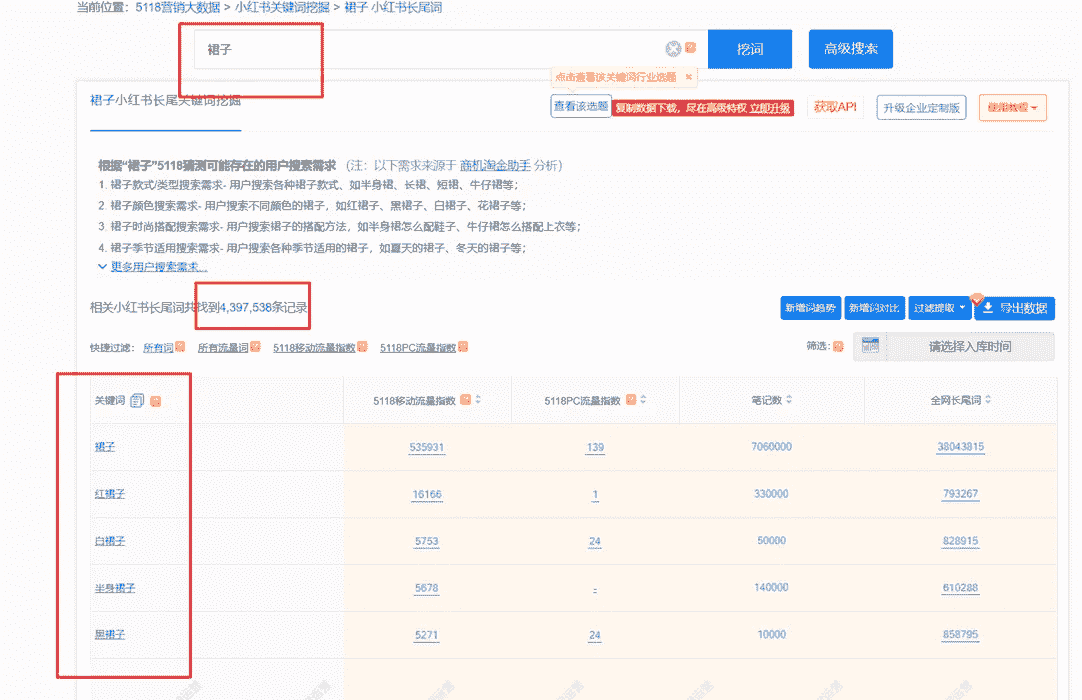 当前位置：5118营销大数据 > 小红书关键词挖掘 > 裙子 小红书长尾词
裙子
挖词
高级搜索
点击查看该关键词行业选题 ×
裙子小红书长尾关键词挖掘
查看该选题 复制数据下载，尽在高级特权 立即升级 获取API 升级企业定制版 使用教程
根据“裙子”5118猜测可能存在的用户搜索需求 （注：以下需求来源于 商机淘金助手 分析）
1. 裙子款式/类型搜索需求- 用户搜索各种裙子款式、如半身裙、长裙、短裙、牛仔裙等；
2. 裙子颜色搜索需求- 用户搜索不同颜色的裙子，如红裙子、黑裙子、白裙子、花裙子等；
3. 裙子时尚搭配搜索需求- 用户搜索裙子的搭配方法，如半身裙怎么配鞋子、牛仔裙怎么搭配上衣等；
4. 裙子季节适用搜索需求- 用户搜索各种季节适用的裙子，如夏天的裙子、冬天的裙子等；
更多用户搜索需求...
相关小红书长尾词共找到4,397,538条记录
新增词趋势 新增词对比 过滤提取 导出数据
快捷过滤： 所有词 所有流量词 5118移动流量指数 5118PC流量指数
筛选： 请选择入库时间
关键词 5118移动流量指数 5118PC流量指数 笔记数 全网长尾词
裙子 535931 139 7060000 38043815
红裙子 16166 1 330000 793267
白裙子 5753 24 50000 828915
半身裙子 5678 - 140000 610288
黑裙子 5271 24 10000 858795